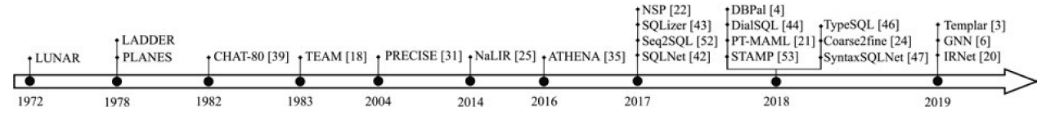 NSP [22]
SQLizer [43]
Seq2SQL [52]
SQLNet [42]
DBPal [4]
DialSQL [44]
PT-MAML [21]
STAMP [53]
TypeSQL [46]
Coarse2fine [24]
SyntaxSQLNet [47]
Templar [3]
GNN [6]
IRNet [20]
LADDER
PLANES
LUNAR
CHAT-80 [39]
TEAM [18]
PRECISE [31]
NaLIR [25]
ATHENA [35]
1972
1978
1982
1983
2004
2014
2016
2017
2018
2019